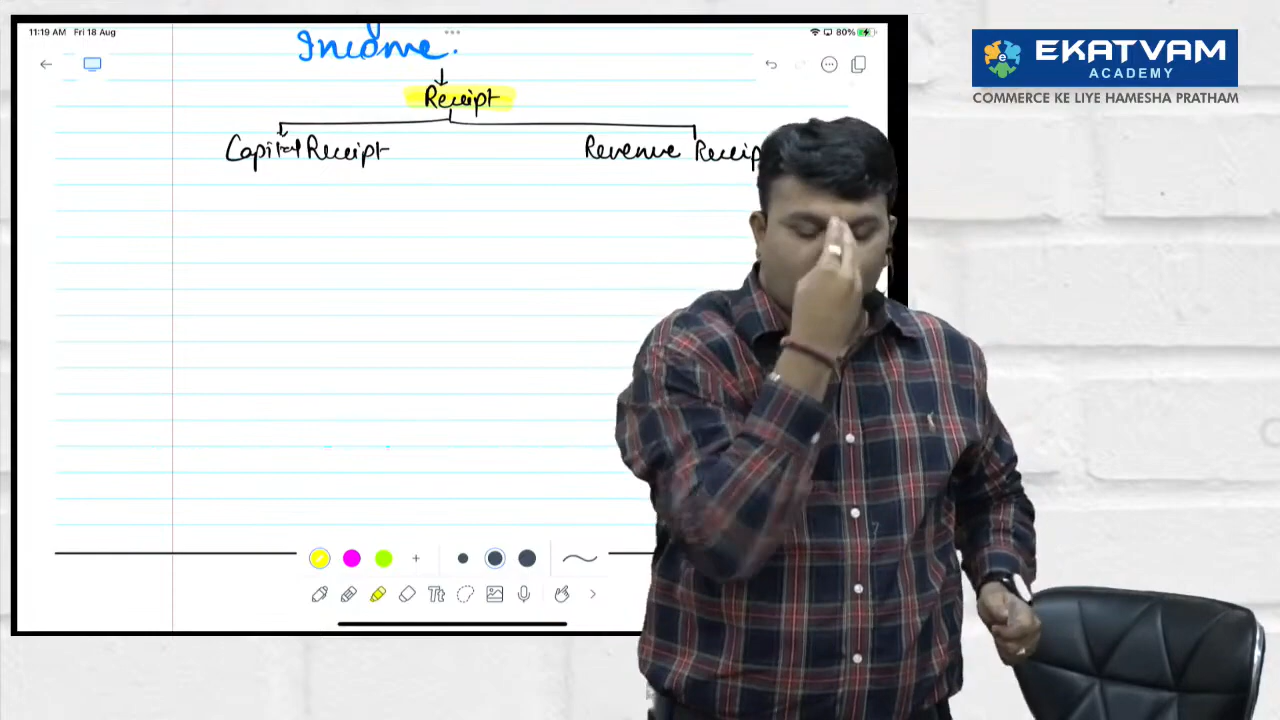 11:19 AM Fri 18 Aug
80%
EKATVAM
ACADEMY
COMMERCE KE LIYE HAMESHA PRATHAM
Income.
Receipt
Capital Receipt
Revenue Receip
Tt